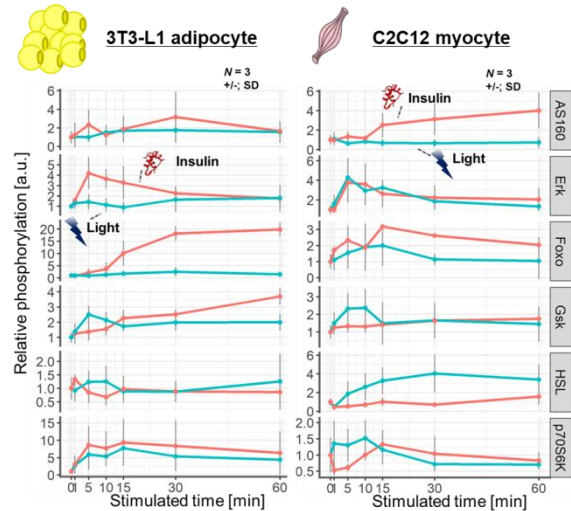 3T3-L1 adipocyte
C2C12 myocyte
N = 3
+/-; SD
N = 3
+/-; SD
Relative phosphorylation [a.u.]
6
4
2
0
Insulin
Light
5
4
3
2
1
20
15
10
5
0
4
3
2
1
2.0
1.5
1.0
0.5
15
10
5
0
01 5 10 15 30 60
Stimulated time [min]
6
4
2
0
Insulin
Light
AS160
6
4
2
0
Erk
3
2
1
0
Foxo
4
3
2
1
Gsk
6
4
2
0
HSL
2.0
1.5
1.0
0.5
0.0
p70S6K
01 5 10 15 30 60
Stimulated time [min]